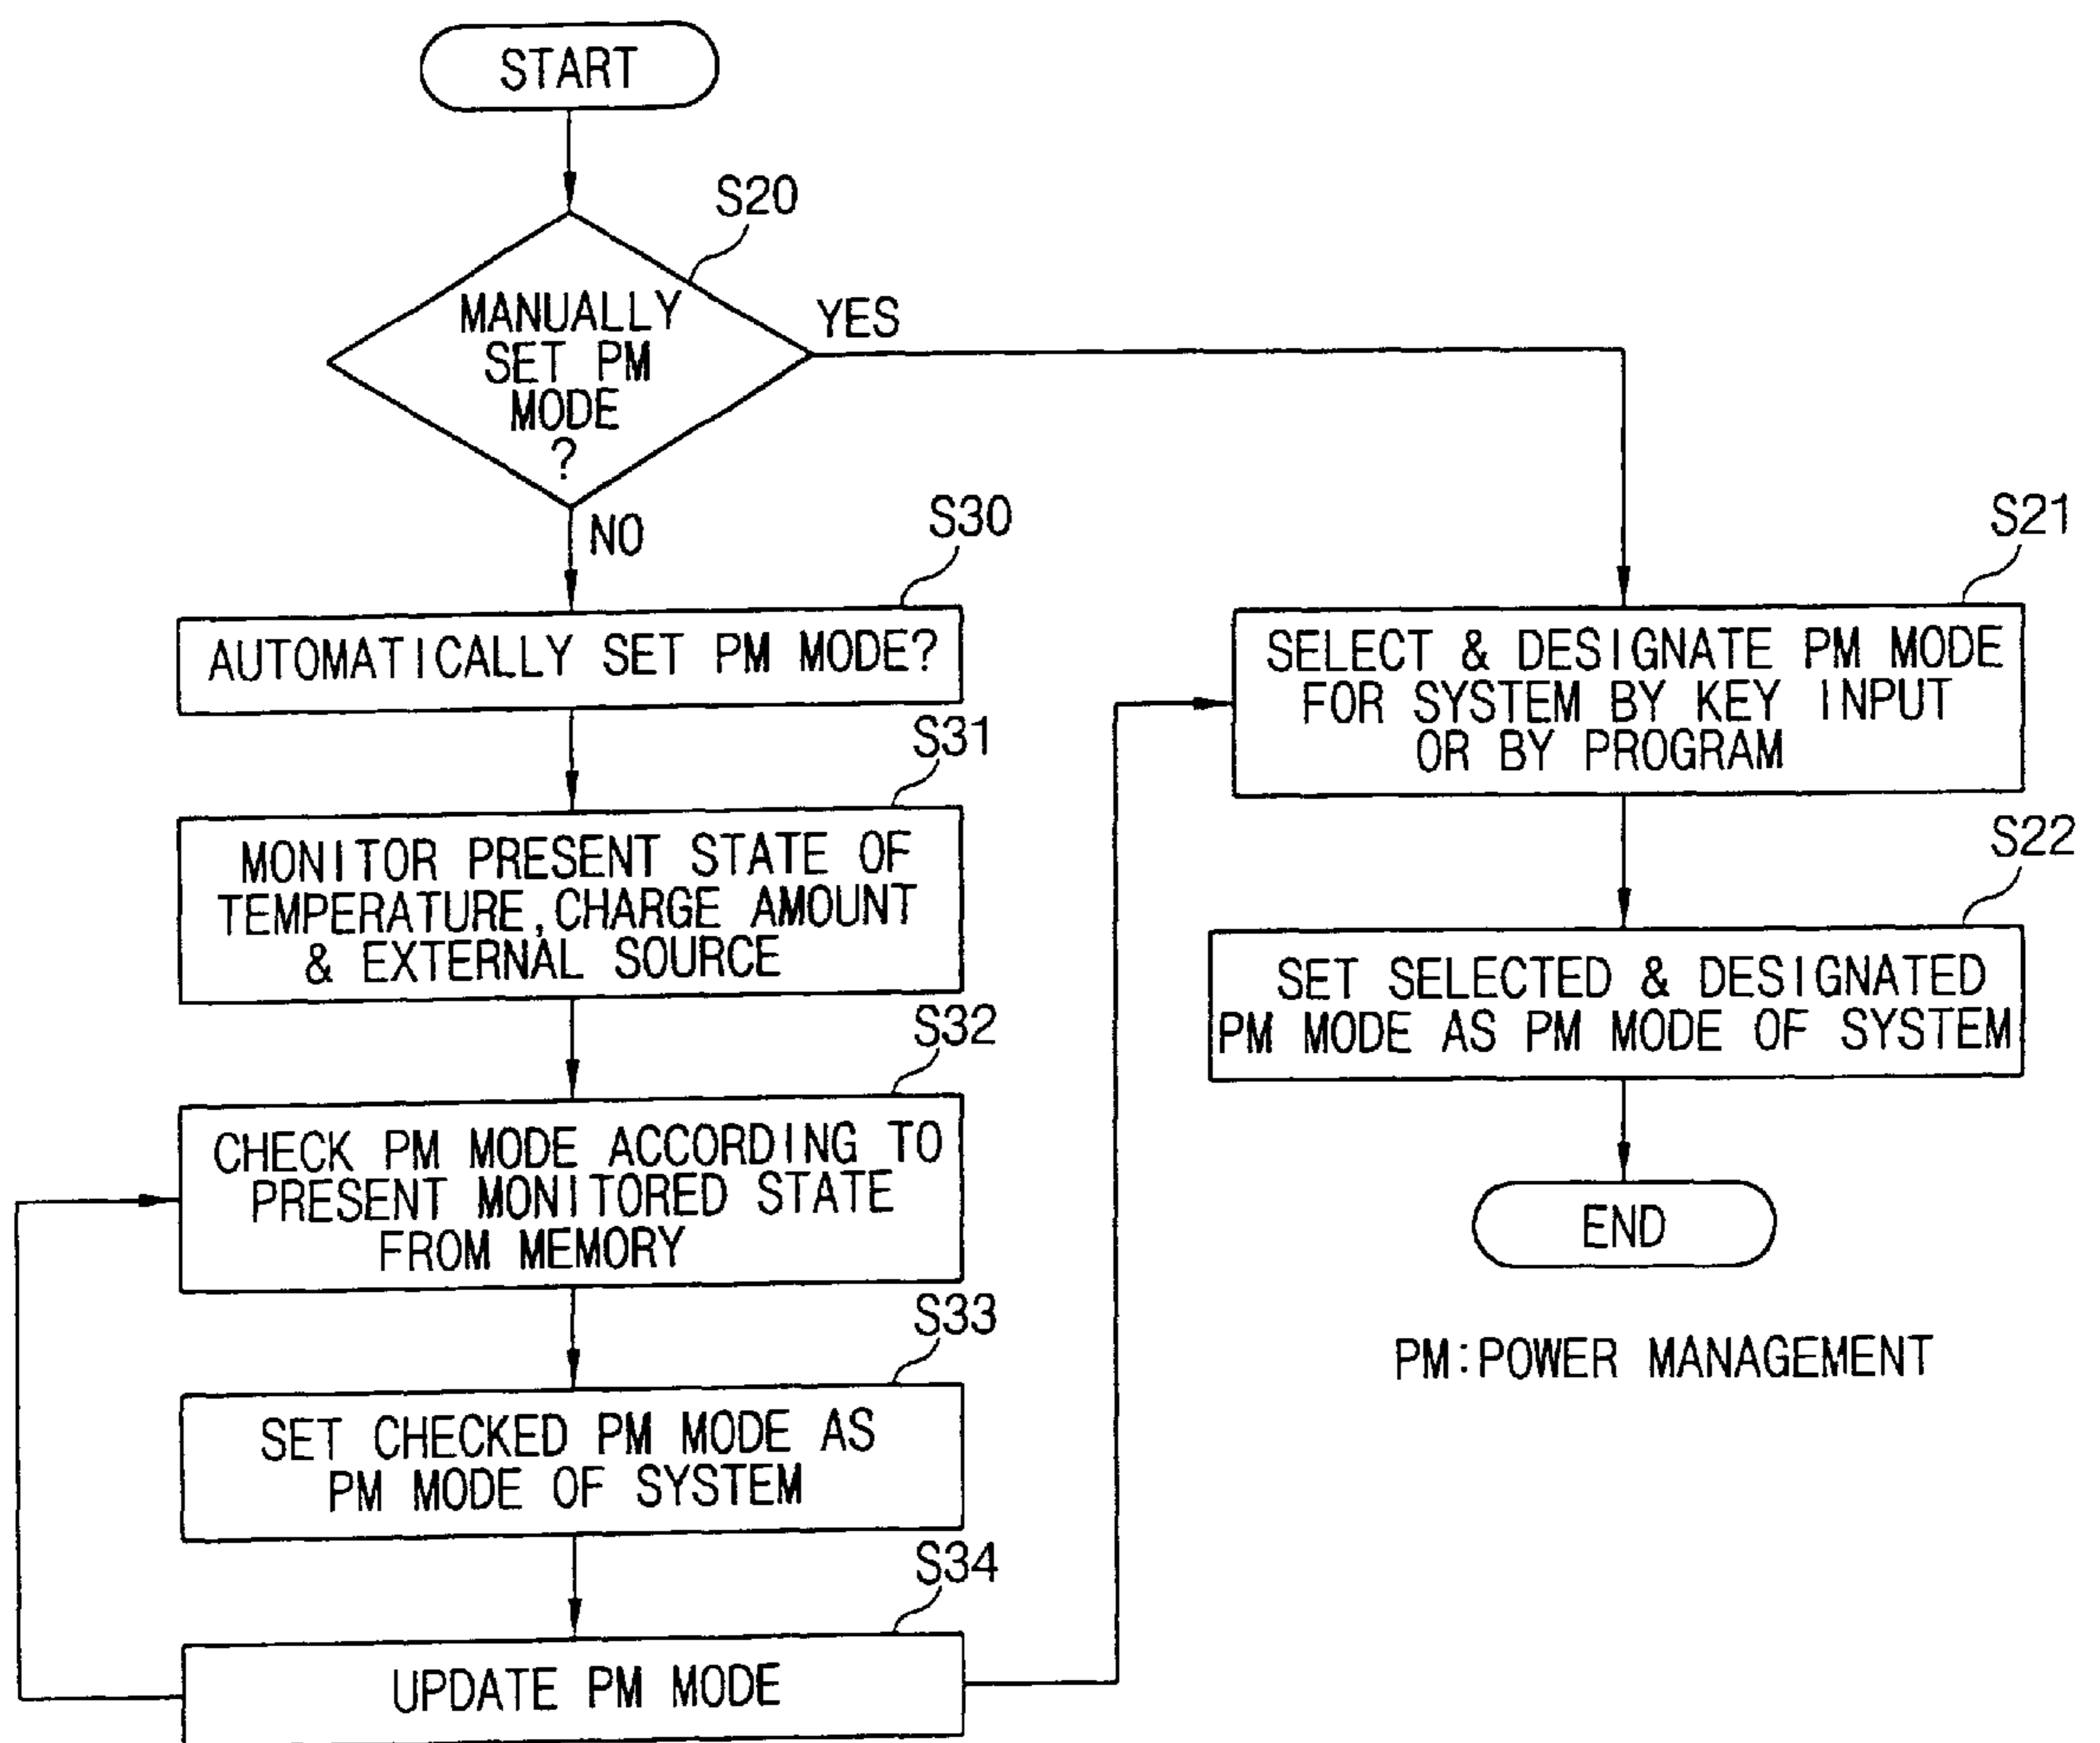 START
S20
MANUALLY
SET PM
MODE
?
YES
NO
S30
AUTOMATICALLY SET PM MODE?
S31
MONITOR PRESENT STATE OF
TEMPERATURE, CHARGE AMOUNT
& EXTERNAL SOURCE
S32
CHECK PM MODE ACCORDING TO
PRESENT MONITORED STATE
FROM MEMORY
S33
SET CHECKED PM MODE AS
PM MODE OF SYSTEM
S34
UPDATE PM MODE
S21
SELECT & DESIGNATE PM MODE
FOR SYSTEM BY KEY INPUT
OR BY PROGRAM
S22
SET SELECTED & DESIGNATED
PM MODE AS PM MODE OF SYSTEM
END
PM:POWER MANAGEMENT